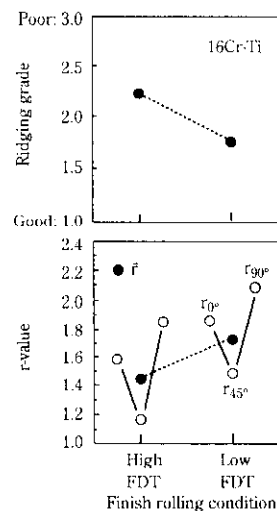 Poor: 3.0
16Cr-Ti
2.5
2.0
1.5
Good: 1.0
Ridging grade
2.4
2.2
2.0
1.8
1.6
1.4
1.2
1.0
r-value
r̄
r0°
r90°
r45°
High
FDT
Low
FDT
Finish rolling condition